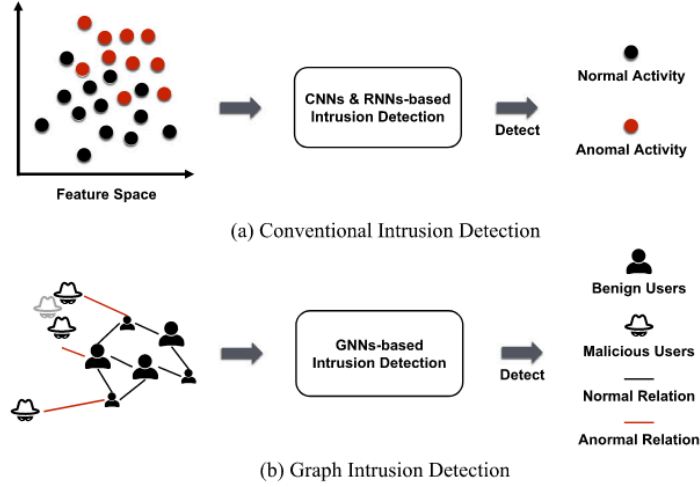 CNNs & RNNs-based
Intrusion Detection
Detect
Normal Activity
Anomal Activity
Feature Space
(a) Conventional Intrusion Detection
GNNs-based
Intrusion Detection
Detect
Benign Users
Malicious Users
Normal Relation
Anormal Relation
(b) Graph Intrusion Detection